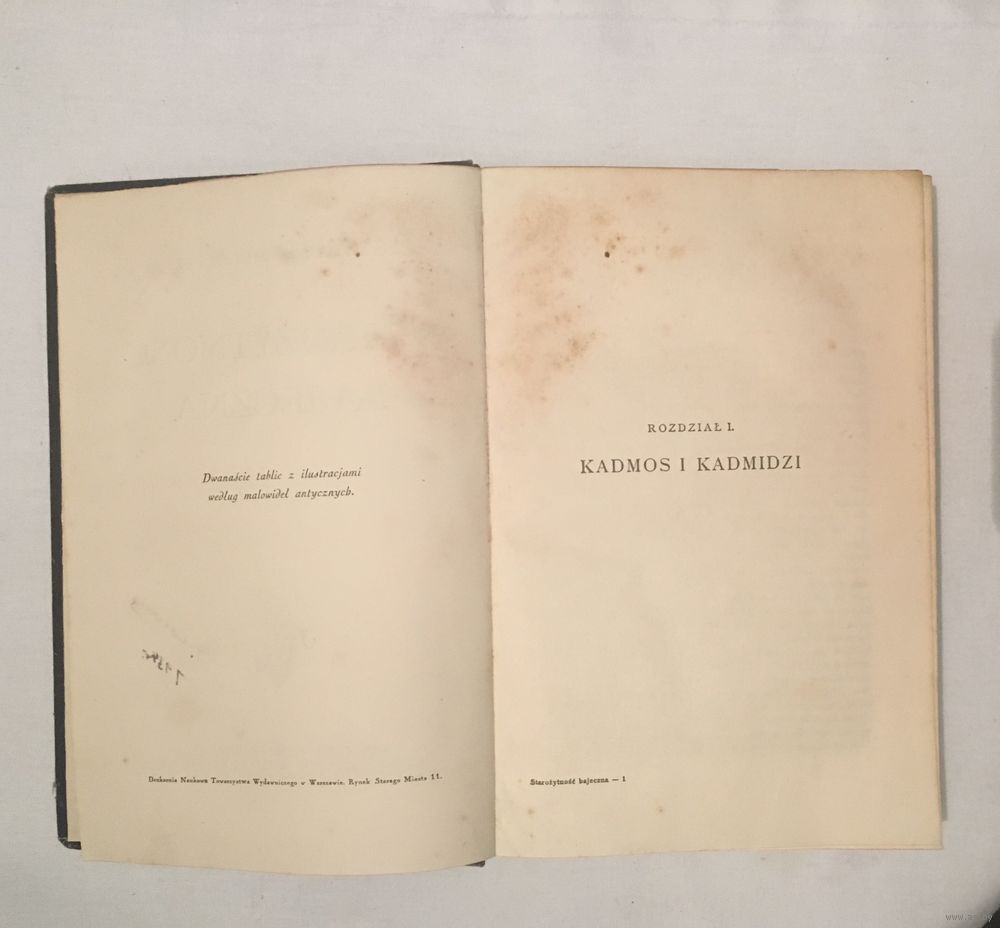 Dwanaście tablic z ilustracjami
według malowideł antycznych.
Drukarnia Naukowa Towarzystwa Wydawniczego w Warszawie, Rynek Starego Miasta 11.
ROZDZIAŁ I.
KADMOS I KADMIDZI
Starożytność bajeczna — 1